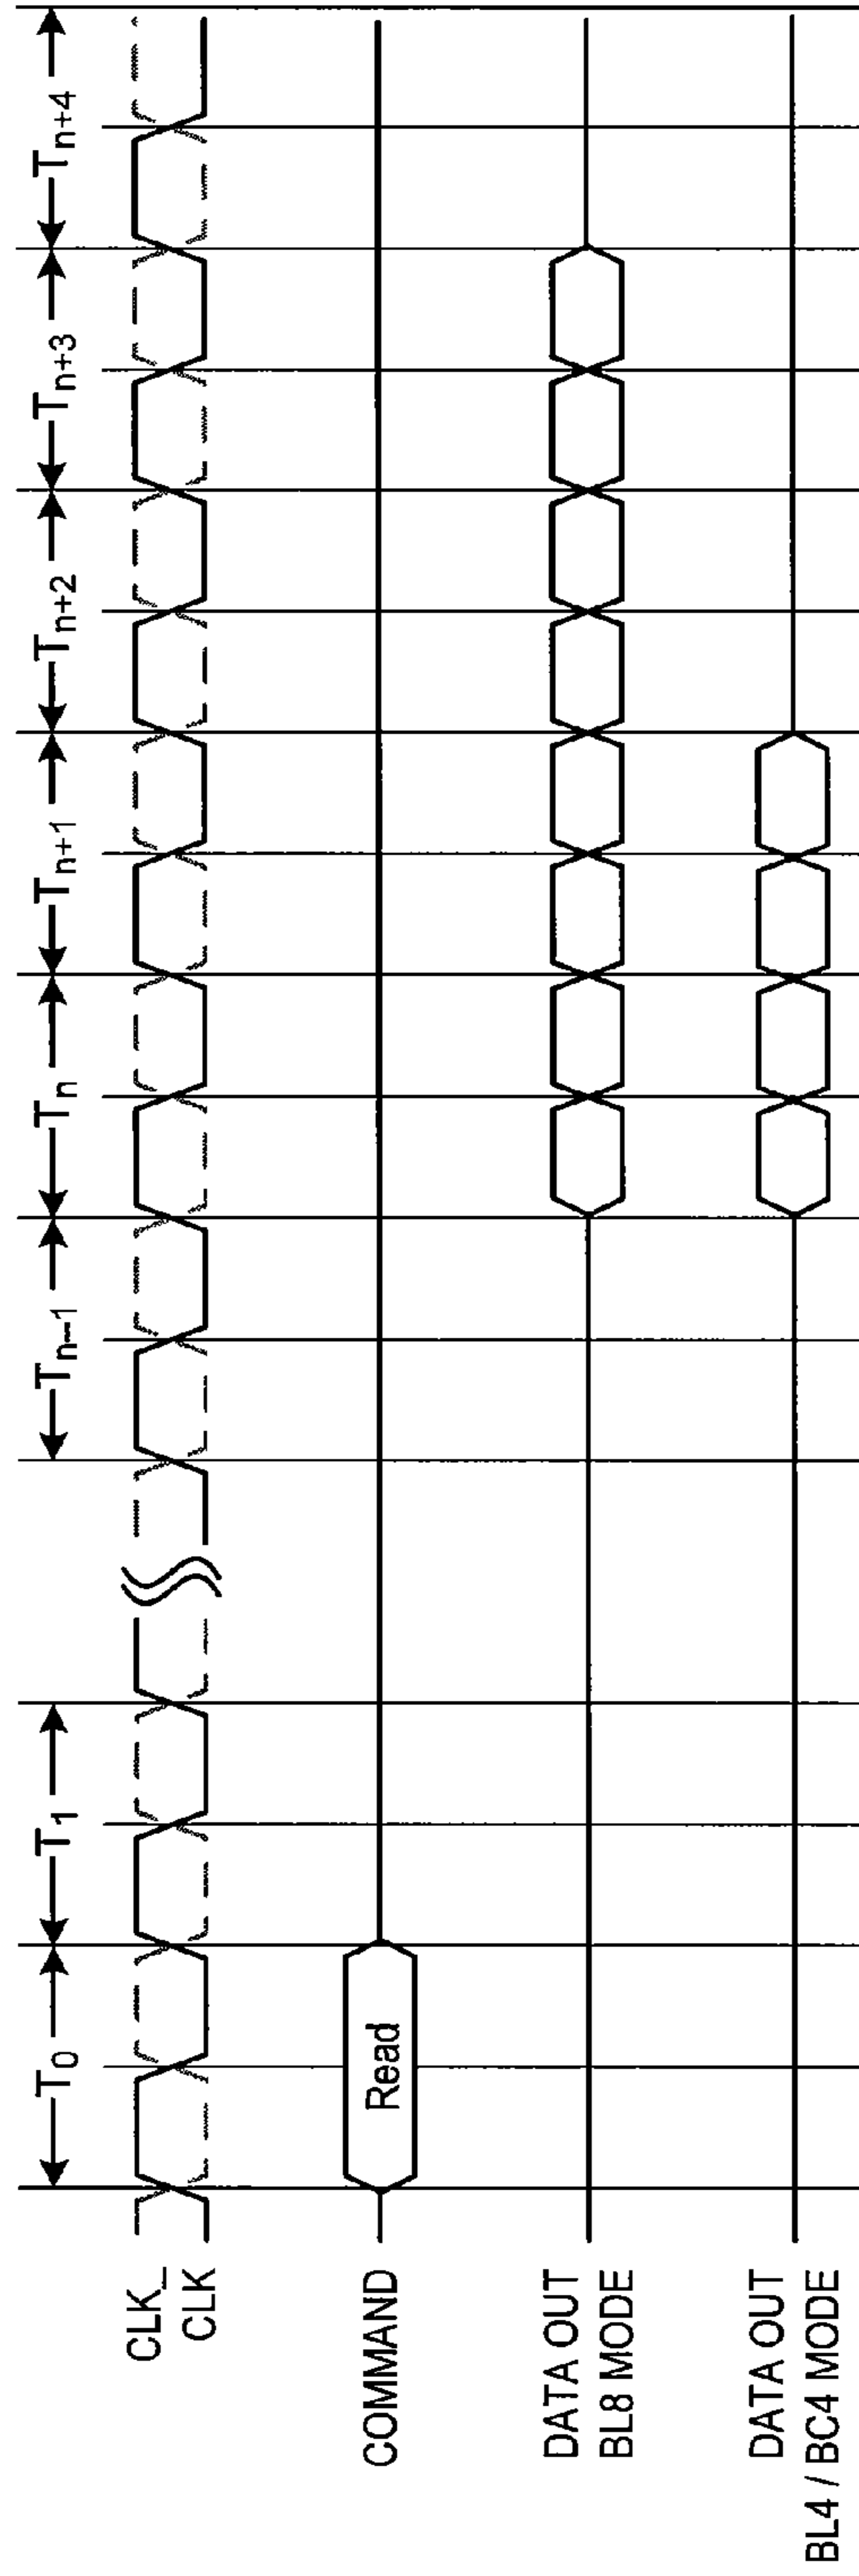 T0
T1
Tn–1
Tn
Tn+1
Tn+2
Tn+3
Tn+4
CLK_
CLK
COMMAND
Read
DATA OUT
BL8 MODE
DATA OUT
BL4 / BC4 MODE